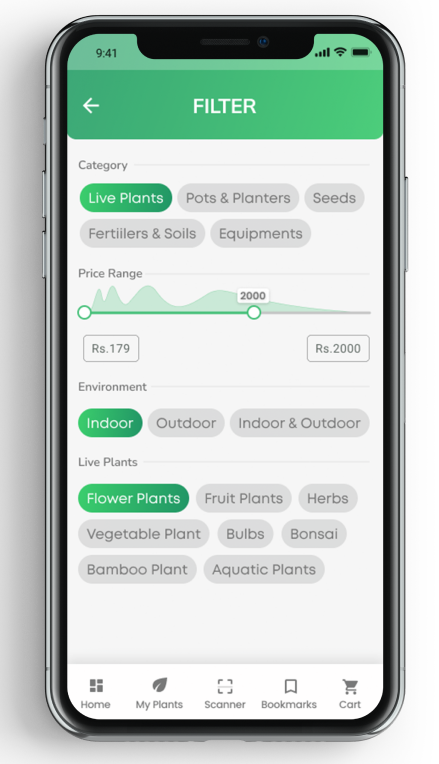 9:41
FILTER
Category
Live Plants Pots & Planters Seeds
Fertiilers & Soils Equipments
Price Range
2000
Rs.179 Rs.2000
Environment
Indoor Outdoor Indoor & Outdoor
Live Plants
Flower Plants Fruit Plants Herbs
Vegetable Plant Bulbs Bonsai
Bamboo Plant Aquatic Plants
Home My Plants Scanner Bookmarks Cart